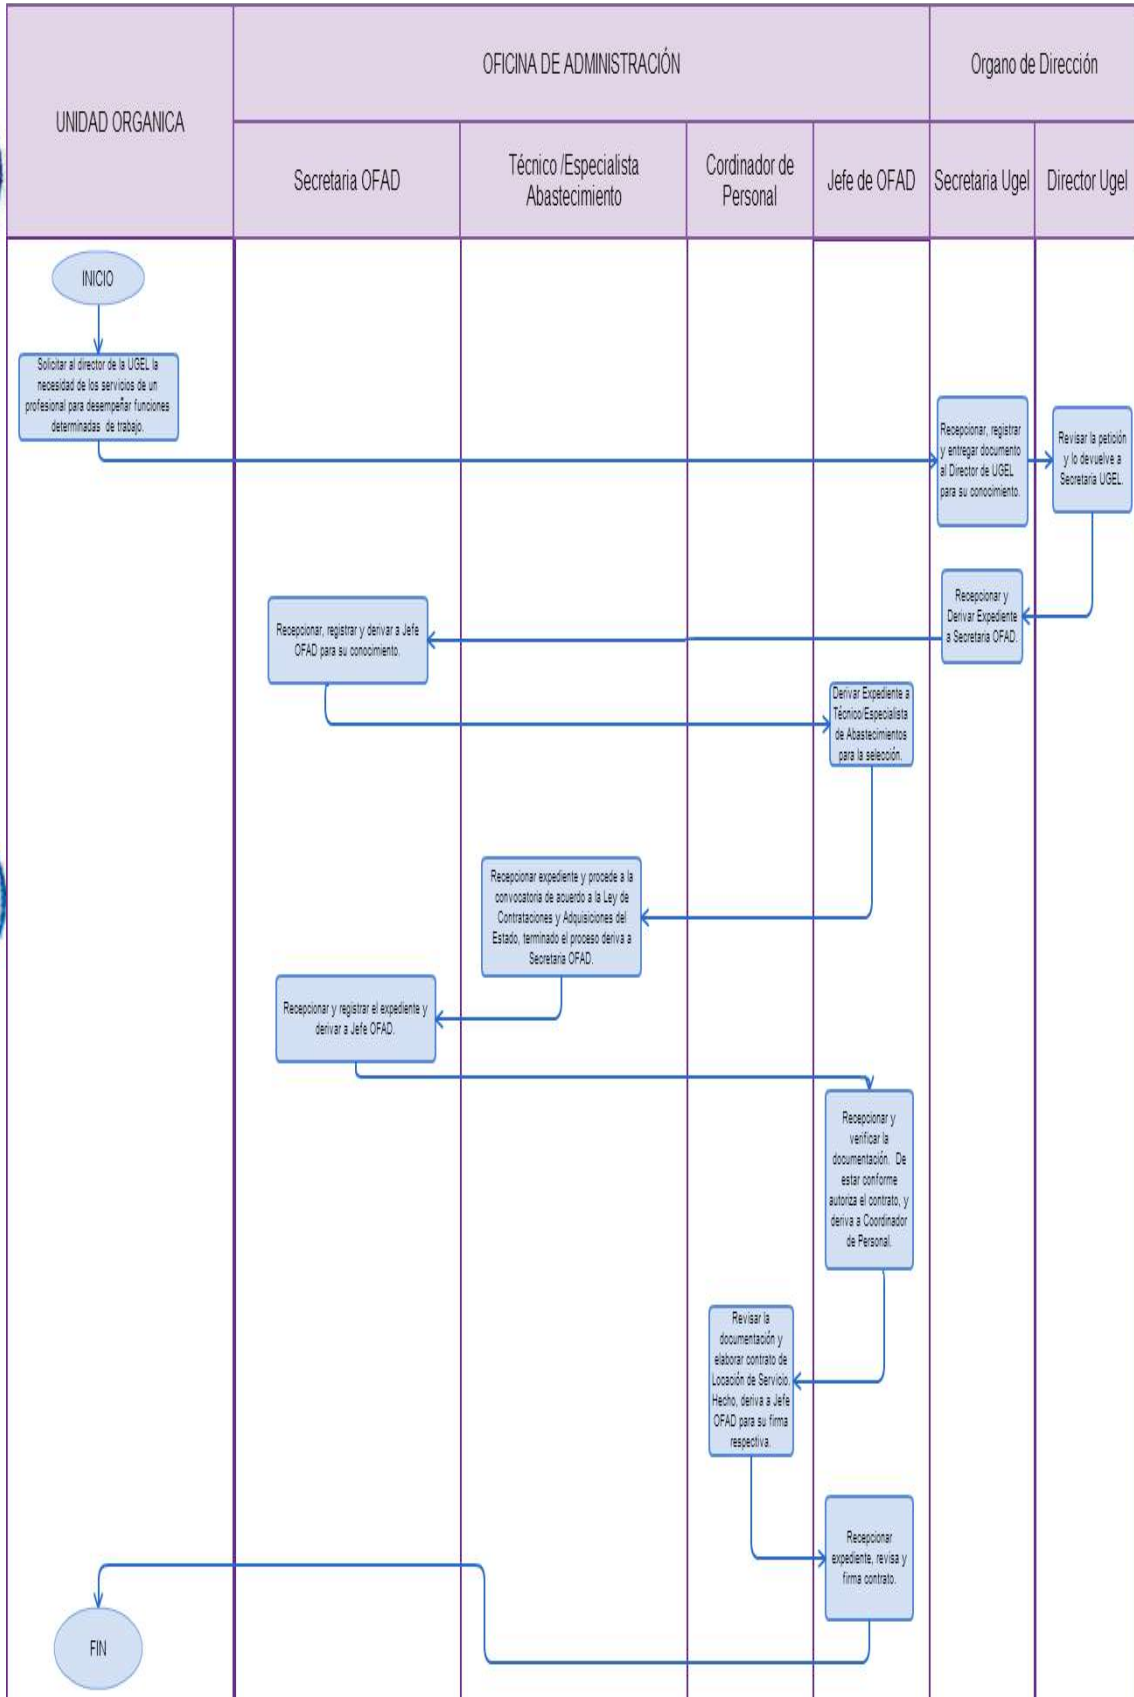 UNIDAD ORGANICA
OFICINA DE ADMINISTRACIÓN
Organo de Dirección
Secretaria OFAD
Técnico /Especialista
Abastecimiento
Cordinador de
Personal
Jefe de OFAD
Secretaria Ugel
Director Ugel
INICIO
Solicitar al director de la UGEL la
necesidad de los servicios de un
profesional para desempeñar funciones
determinadas de trabajo.
Recepcionar, registrar
y entregar documento
al Director de UGEL
para su conocimiento.
Revisar la petición
y lo devuelve a
Secretaria UGEL.
Recepcionar y
Derivar Expediente
a Secretaria OFAD.
Recepcionar, registrar y derivar a Jefe
OFAD para su conocimiento.
Derivar Expediente a
Técnico/Especialista
de Abastecimientos
para la selección.
Recepcionar expediente y procede a la
convocatoria de acuerdo a la Ley de
Contrataciones y Adquisiciones del
Estado, terminado el proceso deriva a
Secretaria OFAD.
Recepcionar y registrar el expediente y
derivar a Jefe OFAD.
Recepcionar y
verificar la
documentación. De
estar conforme
autoriza el contrato, y
deriva a Coordinador
de Personal.
Revisar la
documentación y
elaborar contrato de
Locación de Servicio.
Hecho, deriva a Jefe
OFAD para su firma
respectiva.
Recepcionar
expediente, revisa y
firma contrato.
FIN